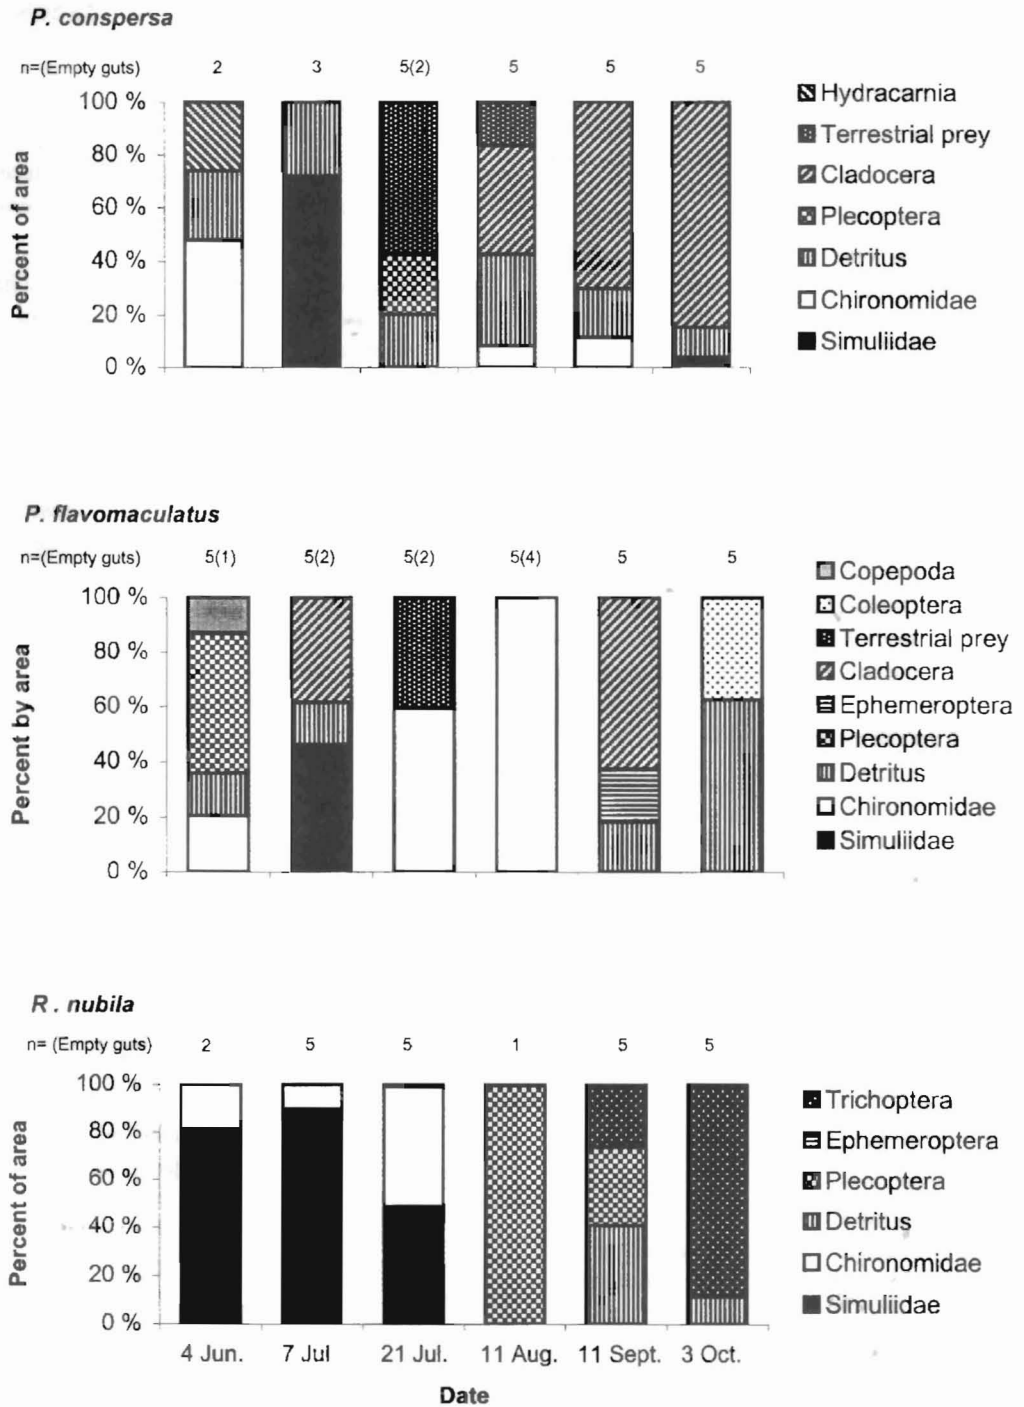 P. conspersa
n=(Empty guts) 2 3 5(2) 5 5 5
Percent of area
100 %
80 %
60 %
40 %
20 %
0 %
Hydracarnia
Terrestrial prey
Cladocera
Plecoptera
Detritus
Chironomidae
Simuliidae
P. flavomaculatus
n=(Empty guts) 5(1) 5(2) 5(2) 5(4) 5 5
Percent by area
100 %
80 %
60 %
40 %
20 %
0 %
Copepoda
Coleoptera
Terrestrial prey
Cladocera
Ephemeroptera
Plecoptera
Detritus
Chironomidae
Simuliidae
R . nubila
n= (Empty guts) 2 5 5 1 5 5
Percent of area
100 %
80 %
60 %
40 %
20 %
0 %
Trichoptera
Ephemeroptera
Plecoptera
Detritus
Chironomidae
Simuliidae
4 Jun. 7 Jul 21 Jul. 11 Aug. 11 Sept. 3 Oct.
Date